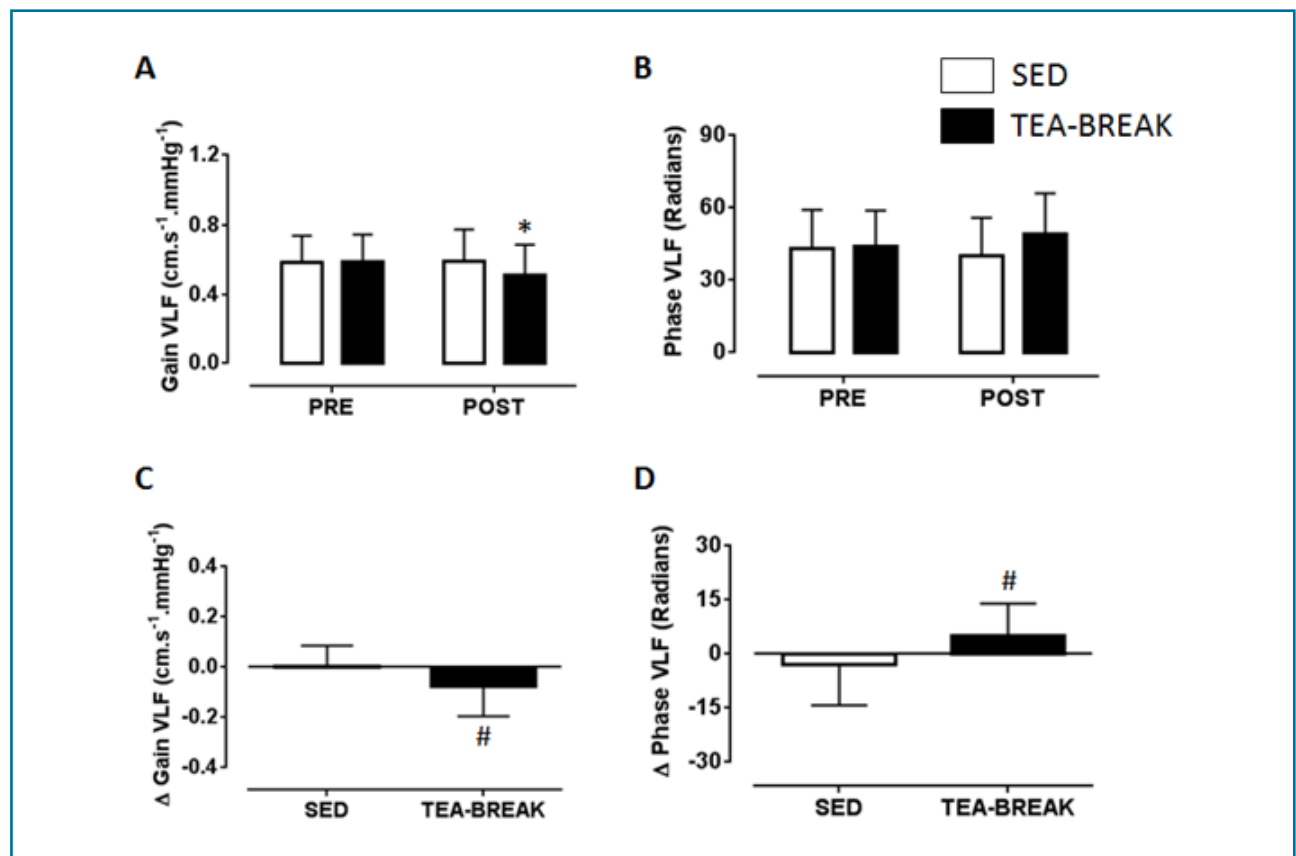 A
Gain VLF (cm.s⁻¹.mmHg⁻¹)
1.2
0.8
0.4
0.0
*
PRE
POST
B
SED
TEA-BREAK
Phase VLF (Radians)
90
60
30
0
PRE
POST
C
Δ Gain VLF (cm.s⁻¹.mmHg⁻¹)
0.4
0.2
0.0
-0.2
-0.4
#
SED
TEA-BREAK
D
Δ Phase VLF (Radians)
30
15
0
-15
-30
#
SED
TEA-BREAK